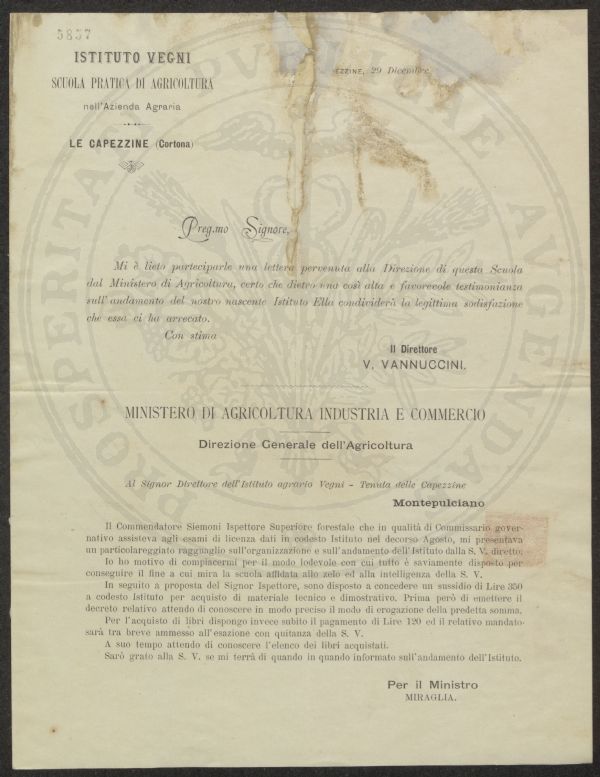 3857
ISTITUTO VEGNI
SCUOLA PRATICA DI AGRICOLTURA
nell'Azienda Agraria
LE CAPEZZINE (Cortona)
EZZINE, 29 Dicembre
PROSPERITATI PVBLICAE AVGENDAE
Preg.mo Signore,
Mi è lieto parteciparle una lettera pervenuta alla Direzione di questa Scuola
dal Ministero di Agricoltura, certo che dietro una così alta e favorevole testimonianza
sull'andamento del nostro nascente Istituto Ella condividerà la legittima sodisfazione
che essa ci ha arrecato.
Con stima
Il Direttore
V. VANNUCCINI.
MINISTERO DI AGRICOLTURA INDUSTRIA E COMMERCIO
Direzione Generale dell'Agricoltura
Al Signor Direttore dell'Istituto agrario Vegni - Tenuta delle Capezzine
Montepulciano
Il Commendatore Siemoni Ispettore Superiore forestale che in qualità di Commissario gover-
nativo assisteva agli esami di licenza dati in codesto Istituto nel decorso Agosto, mi presentava
un particolareggiato ragguaglio sull'organizzazione e sull'andamento dell'Istituto dalla S. V. diretto.
Io ho motivo di compiacermi per il modo lodevole con cui tutto è saviamente disposto per
conseguire il fine a cui mira la scuola affidata allo zelo ed alla intelligenza della S. V.
In seguito a proposta del Signor Ispettore, sono disposto a concedere un sussidio di Lire 350
a codesto Istituto per acquisto di materiale tecnico e dimostrativo. Prima però di emettere il
decreto relativo attendo di conoscere in modo preciso il modo di erogazione della predetta somma.
Per l'acquisto di libri dispongo invece subito il pagamento di Lire 120 ed il relativo mandato
sarà tra breve ammesso all'esazione con quitanza della S. V.
A suo tempo attendo di conoscere l'elenco dei libri acquistati.
Sarò grato alla S. V. se mi terrà di quando in quando informato sull'andamento dell'Istituto.
Per il Ministro
MIRAGLIA.